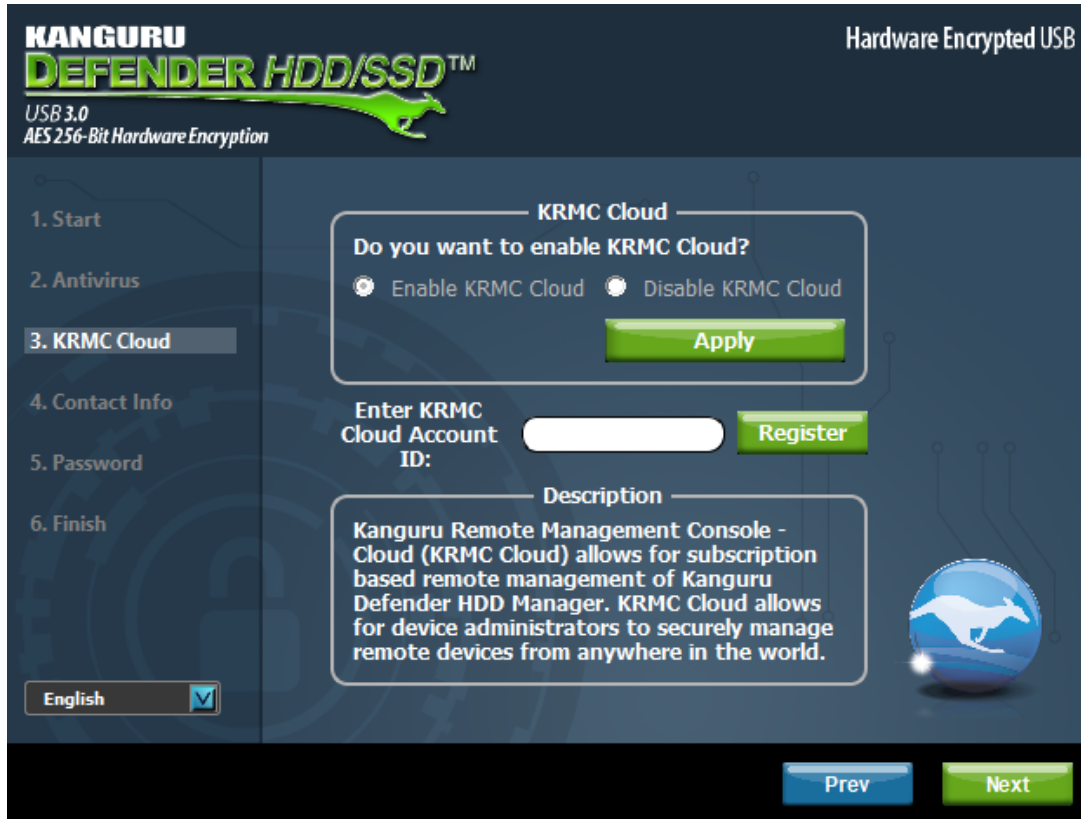 KANGURU
DEFENDER HDD/SSD™
USB 3.0
AES 256-Bit Hardware Encryption
Hardware Encrypted USB
1. Start
2. Antivirus
3. KRMC Cloud
4. Contact Info
5. Password
6. Finish
English
KRMC Cloud
Do you want to enable KRMC Cloud?
Enable KRMC Cloud Disable KRMC Cloud
Apply
Enter KRMC
Cloud Account
ID:
Register
Description
Kanguru Remote Management Console -
Cloud (KRMC Cloud) allows for subscription
based remote management of Kanguru
Defender HDD Manager. KRMC Cloud allows
for device administrators to securely manage
remote devices from anywhere in the world.
Prev Next